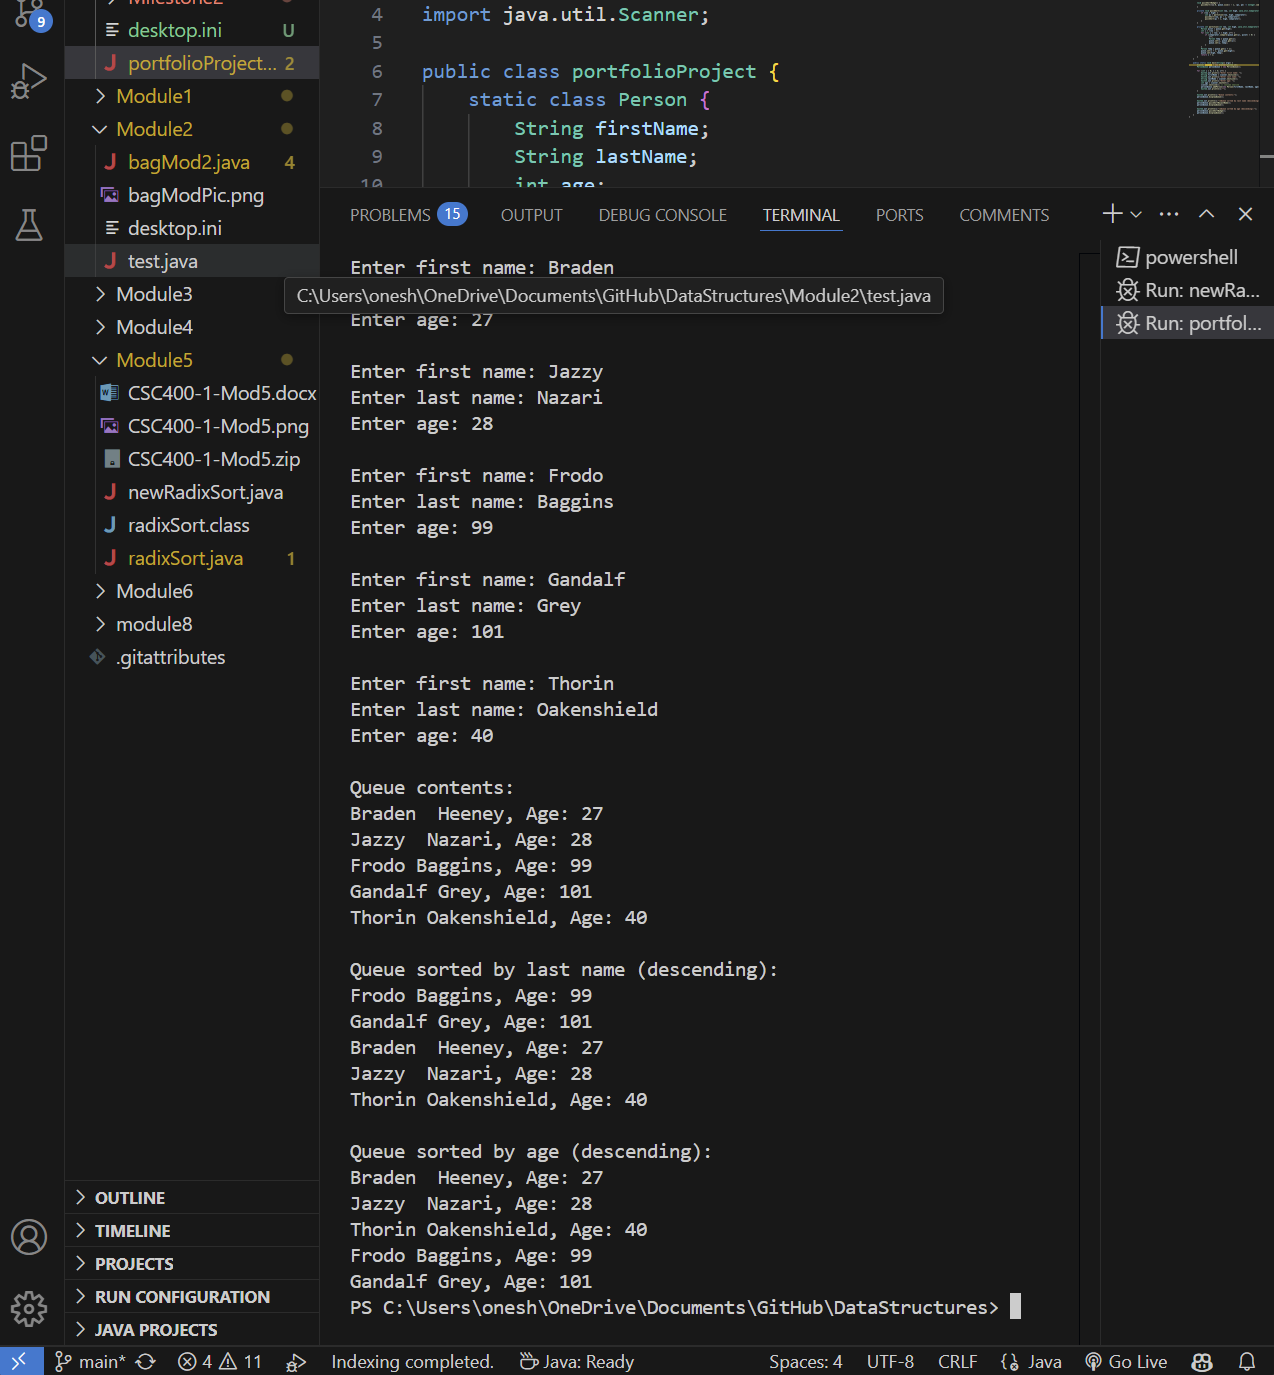 9
Milestone2
desktop.ini U
portfolioProject... 2
Module1
Module2
bagMod2.java 4
bagModPic.png
desktop.ini
test.java
Module3
Module4
Module5
CSC400-1-Mod5.docx
CSC400-1-Mod5.png
CSC400-1-Mod5.zip
newRadixSort.java
radixSort.class
radixSort.java 1
Module6
module8
.gitattributes
OUTLINE
TIMELINE
PROJECTS
RUN CONFIGURATION
JAVA PROJECTS
4 import java.util.Scanner;
5
6 public class portfolioProject {
7 static class Person {
8 String firstName;
9 String lastName;
10 int age;
PROBLEMS 15 OUTPUT DEBUG CONSOLE TERMINAL PORTS COMMENTS
powershell
Run: newRa...
Run: portfol...
Enter first name: Braden
C:\Users\onesh\OneDrive\Documents\GitHub\DataStructures\Module2\test.java
Enter age: 27
Enter first name: Jazzy
Enter last name: Nazari
Enter age: 28
Enter first name: Frodo
Enter last name: Baggins
Enter age: 99
Enter first name: Gandalf
Enter last name: Grey
Enter age: 101
Enter first name: Thorin
Enter last name: Oakenshield
Enter age: 40
Queue contents:
Braden  Heeney, Age: 27
Jazzy  Nazari, Age: 28
Frodo Baggins, Age: 99
Gandalf Grey, Age: 101
Thorin Oakenshield, Age: 40
Queue sorted by last name (descending):
Frodo Baggins, Age: 99
Gandalf Grey, Age: 101
Braden  Heeney, Age: 27
Jazzy  Nazari, Age: 28
Thorin Oakenshield, Age: 40
Queue sorted by age (descending):
Braden  Heeney, Age: 27
Jazzy  Nazari, Age: 28
Thorin Oakenshield, Age: 40
Frodo Baggins, Age: 99
Gandalf Grey, Age: 101
PS C:\Users\onesh\OneDrive\Documents\GitHub\DataStructures>
main* 4 11 Indexing completed. Java: Ready Spaces: 4 UTF-8 CRLF Java Go Live